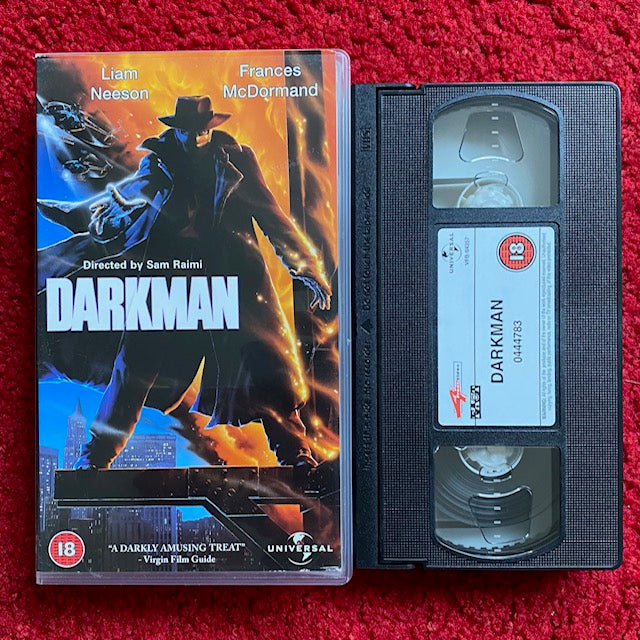 Liam
Neeson
Frances
McDormand
Directed by Sam Raimi
DARKMAN
18
"A DARKLY AMUSING TREAT"
- Virgin Film Guide
UNIVERSAL
UNIVERSAL
18
DARKMAN
0444783
4
VHS